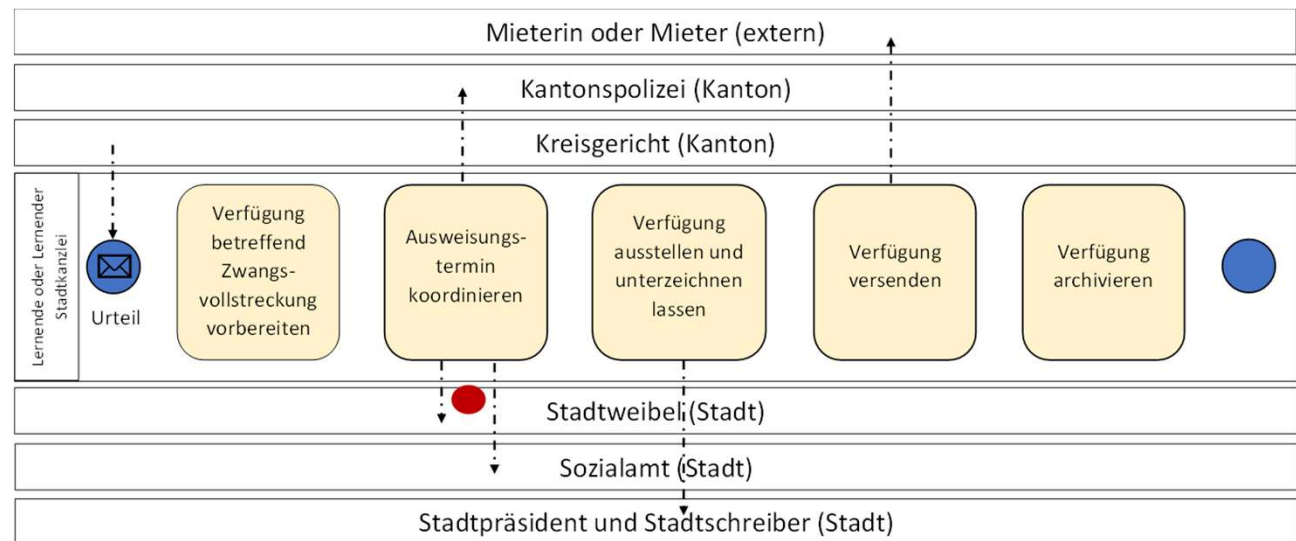 Mieterin oder Mieter (extern)
Kantonspolizei (Kanton)
Kreisgericht (Kanton)
Lernende oder Lernender
Stadtkanzlei
Urteil
Verfügung
betreffend
Zwangs-
vollstreckung
vorbereiten
Ausweisungs-
termin
koordinieren
Verfügung
ausstellen und
unterzeichnen
lassen
Verfügung
versenden
Verfügung
archivieren
Stadtweibel (Stadt)
Sozialamt (Stadt)
Stadtpräsident und Stadtschreiber (Stadt)